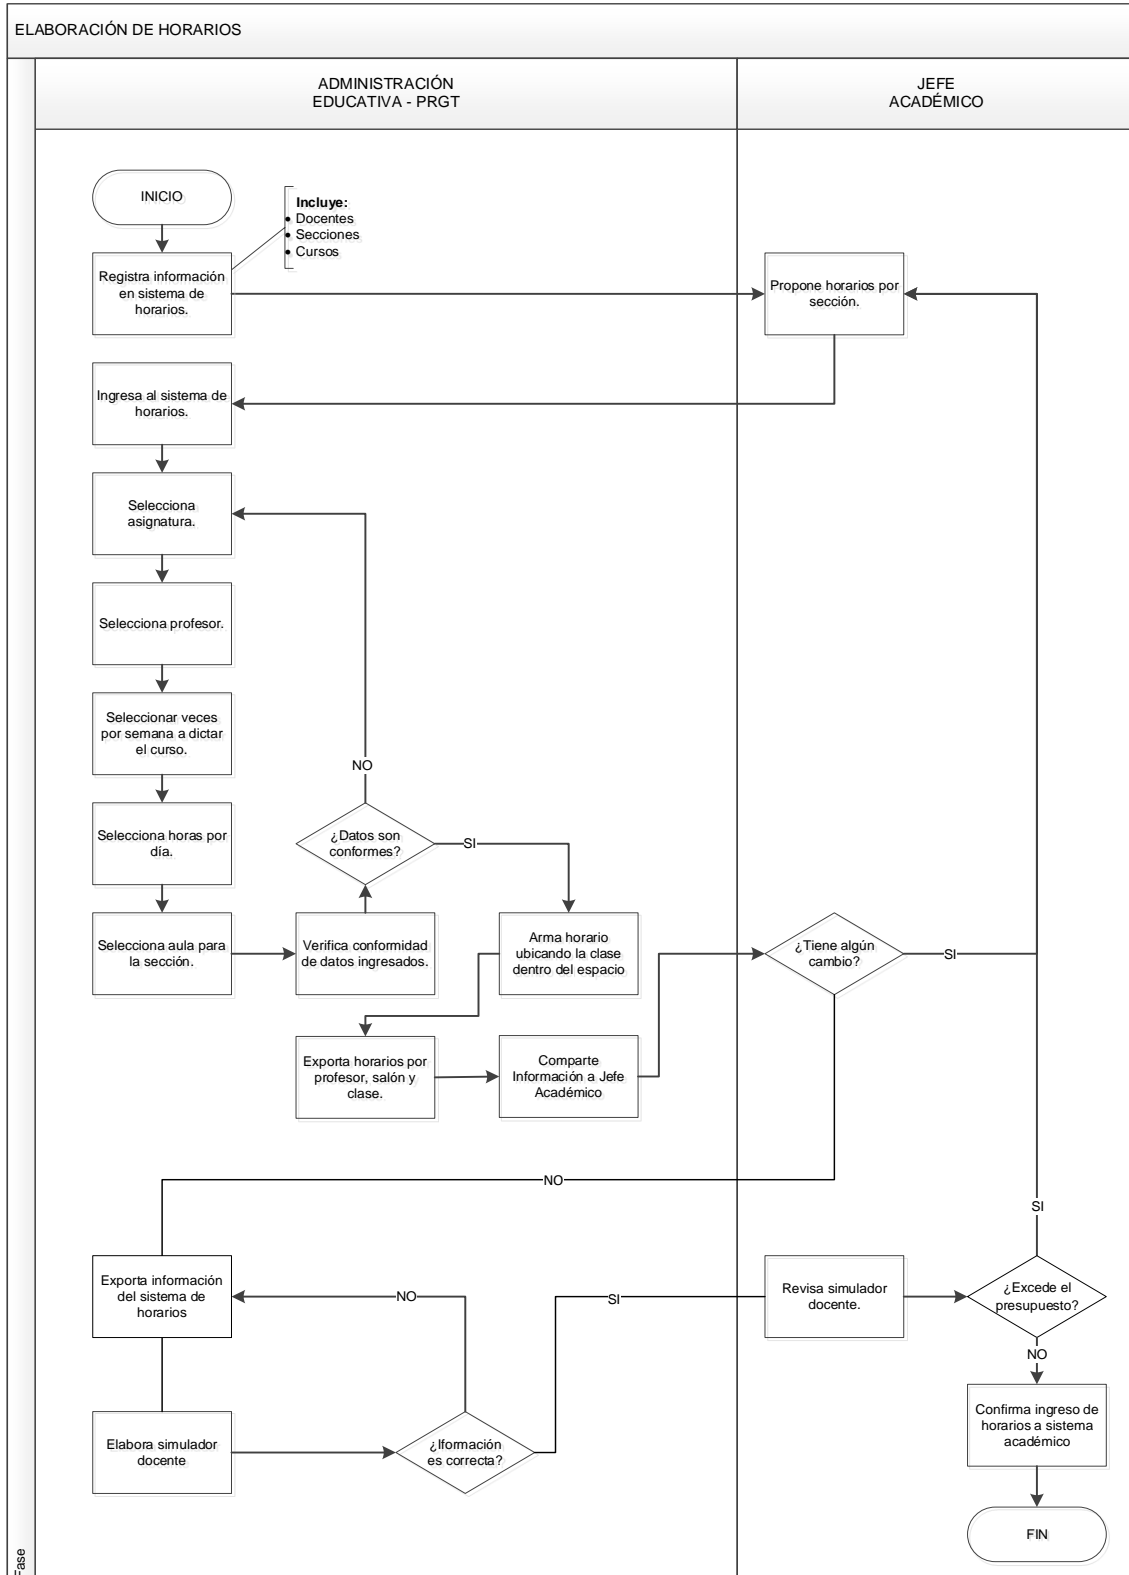 ELABORACIÓN DE HORARIOS
ADMINISTRACIÓN
EDUCATIVA - PRGT
JEFE
ACADÉMICO
INICIO
Incluye:
• Docentes
• Secciones
• Cursos
Registra información
en sistema de
horarios.
Propone horarios por
sección.
Ingresa al sistema de
horarios.
Selecciona
asignatura.
Selecciona profesor.
Seleccionar veces
por semana a dictar
el curso.
NO
Selecciona horas por
día.
¿Datos son
conformes?
SI
Selecciona aula para
la sección.
Verifica conformidad
de datos ingresados.
Arma horario
ubicando la clase
dentro del espacio
¿Tiene algún
cambio?
SI
Exporta horarios por
profesor, salón y
clase.
Comparte
Información a Jefe
Académico
NO
SI
Exporta información
del sistema de
horarios
NO
SI
Revisa simulador
docente.
¿Excede el
presupuesto?
NO
Elabora simulador
docente
¿Iformación
es correcta?
Confirma ingreso de
horarios a sistema
académico
FIN
Fase